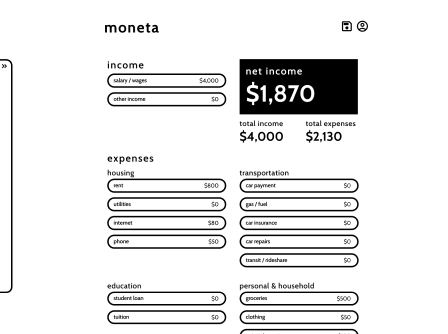 moneta
»
income
salary / wages $4,000
other income $0
net income
$1,870
total income total expenses
$4,000 $2,130
expenses
housing
rent $800
utilities $0
internet $80
phone $50
transportation
car payment $0
gas / fuel $0
car insurance $0
car repairs $0
transit / rideshare $0
education
student loan $0
tuition $0
personal & household
groceries $500
clothing $50